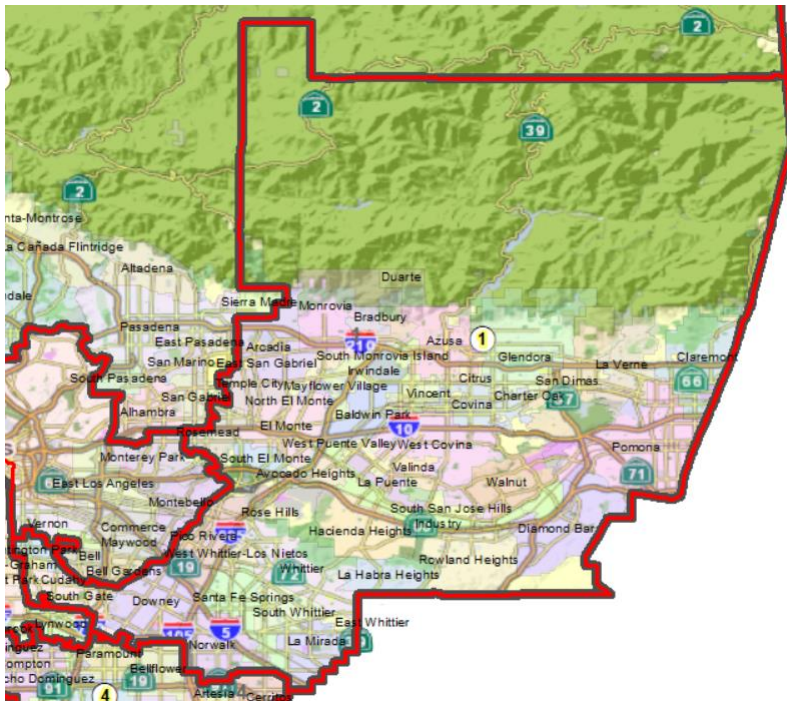 2
2
39
2
nta-Montrose
a Cañada Flintridge
Altadena
Duarte
ndale
Sierra Madre
Monrovia
Bradbury
Pasadena
East Pasadena
Arcadia
210
Azusa
1
San Marino
East San Gabriel
South Monrovia Island
Glendora
Claremont
La Verne
South Pasadena
Temple City
Mayflower Village
Irwindale
Citrus
San Dimas
66
San Gabriel
North El Monte
Vincent
Charter Oak
57
Alhambra
Baldwin Park
Covina
Rosemead
El Monte
10
Monterey Park
West Puente Valley
West Covina
Pomona
South El Monte
Avocado Heights
Valinda
71
East Los Angeles
La Puente
Walnut
Montebello
Rose Hills
South San Jose Hills
Vernon
Commerce
Hacienda Heights
Industry
Diamond Bar
Maywood
Pico Rivera
ntington Park
Bell
West Whittier-Los Nietos
Rowland Heights
Graham
Bell Gardens
19
72
Whittier
La Habra Heights
t Park
Cudahy
South Gate
Downey
Santa Fe Springs
South Whittier
Lynwood
East Whittier
105
5
La Mirada
Norwalk
Paramount
ompton
Bellflower
cho Dominguez
19
91
4
Artesia
Cerritos